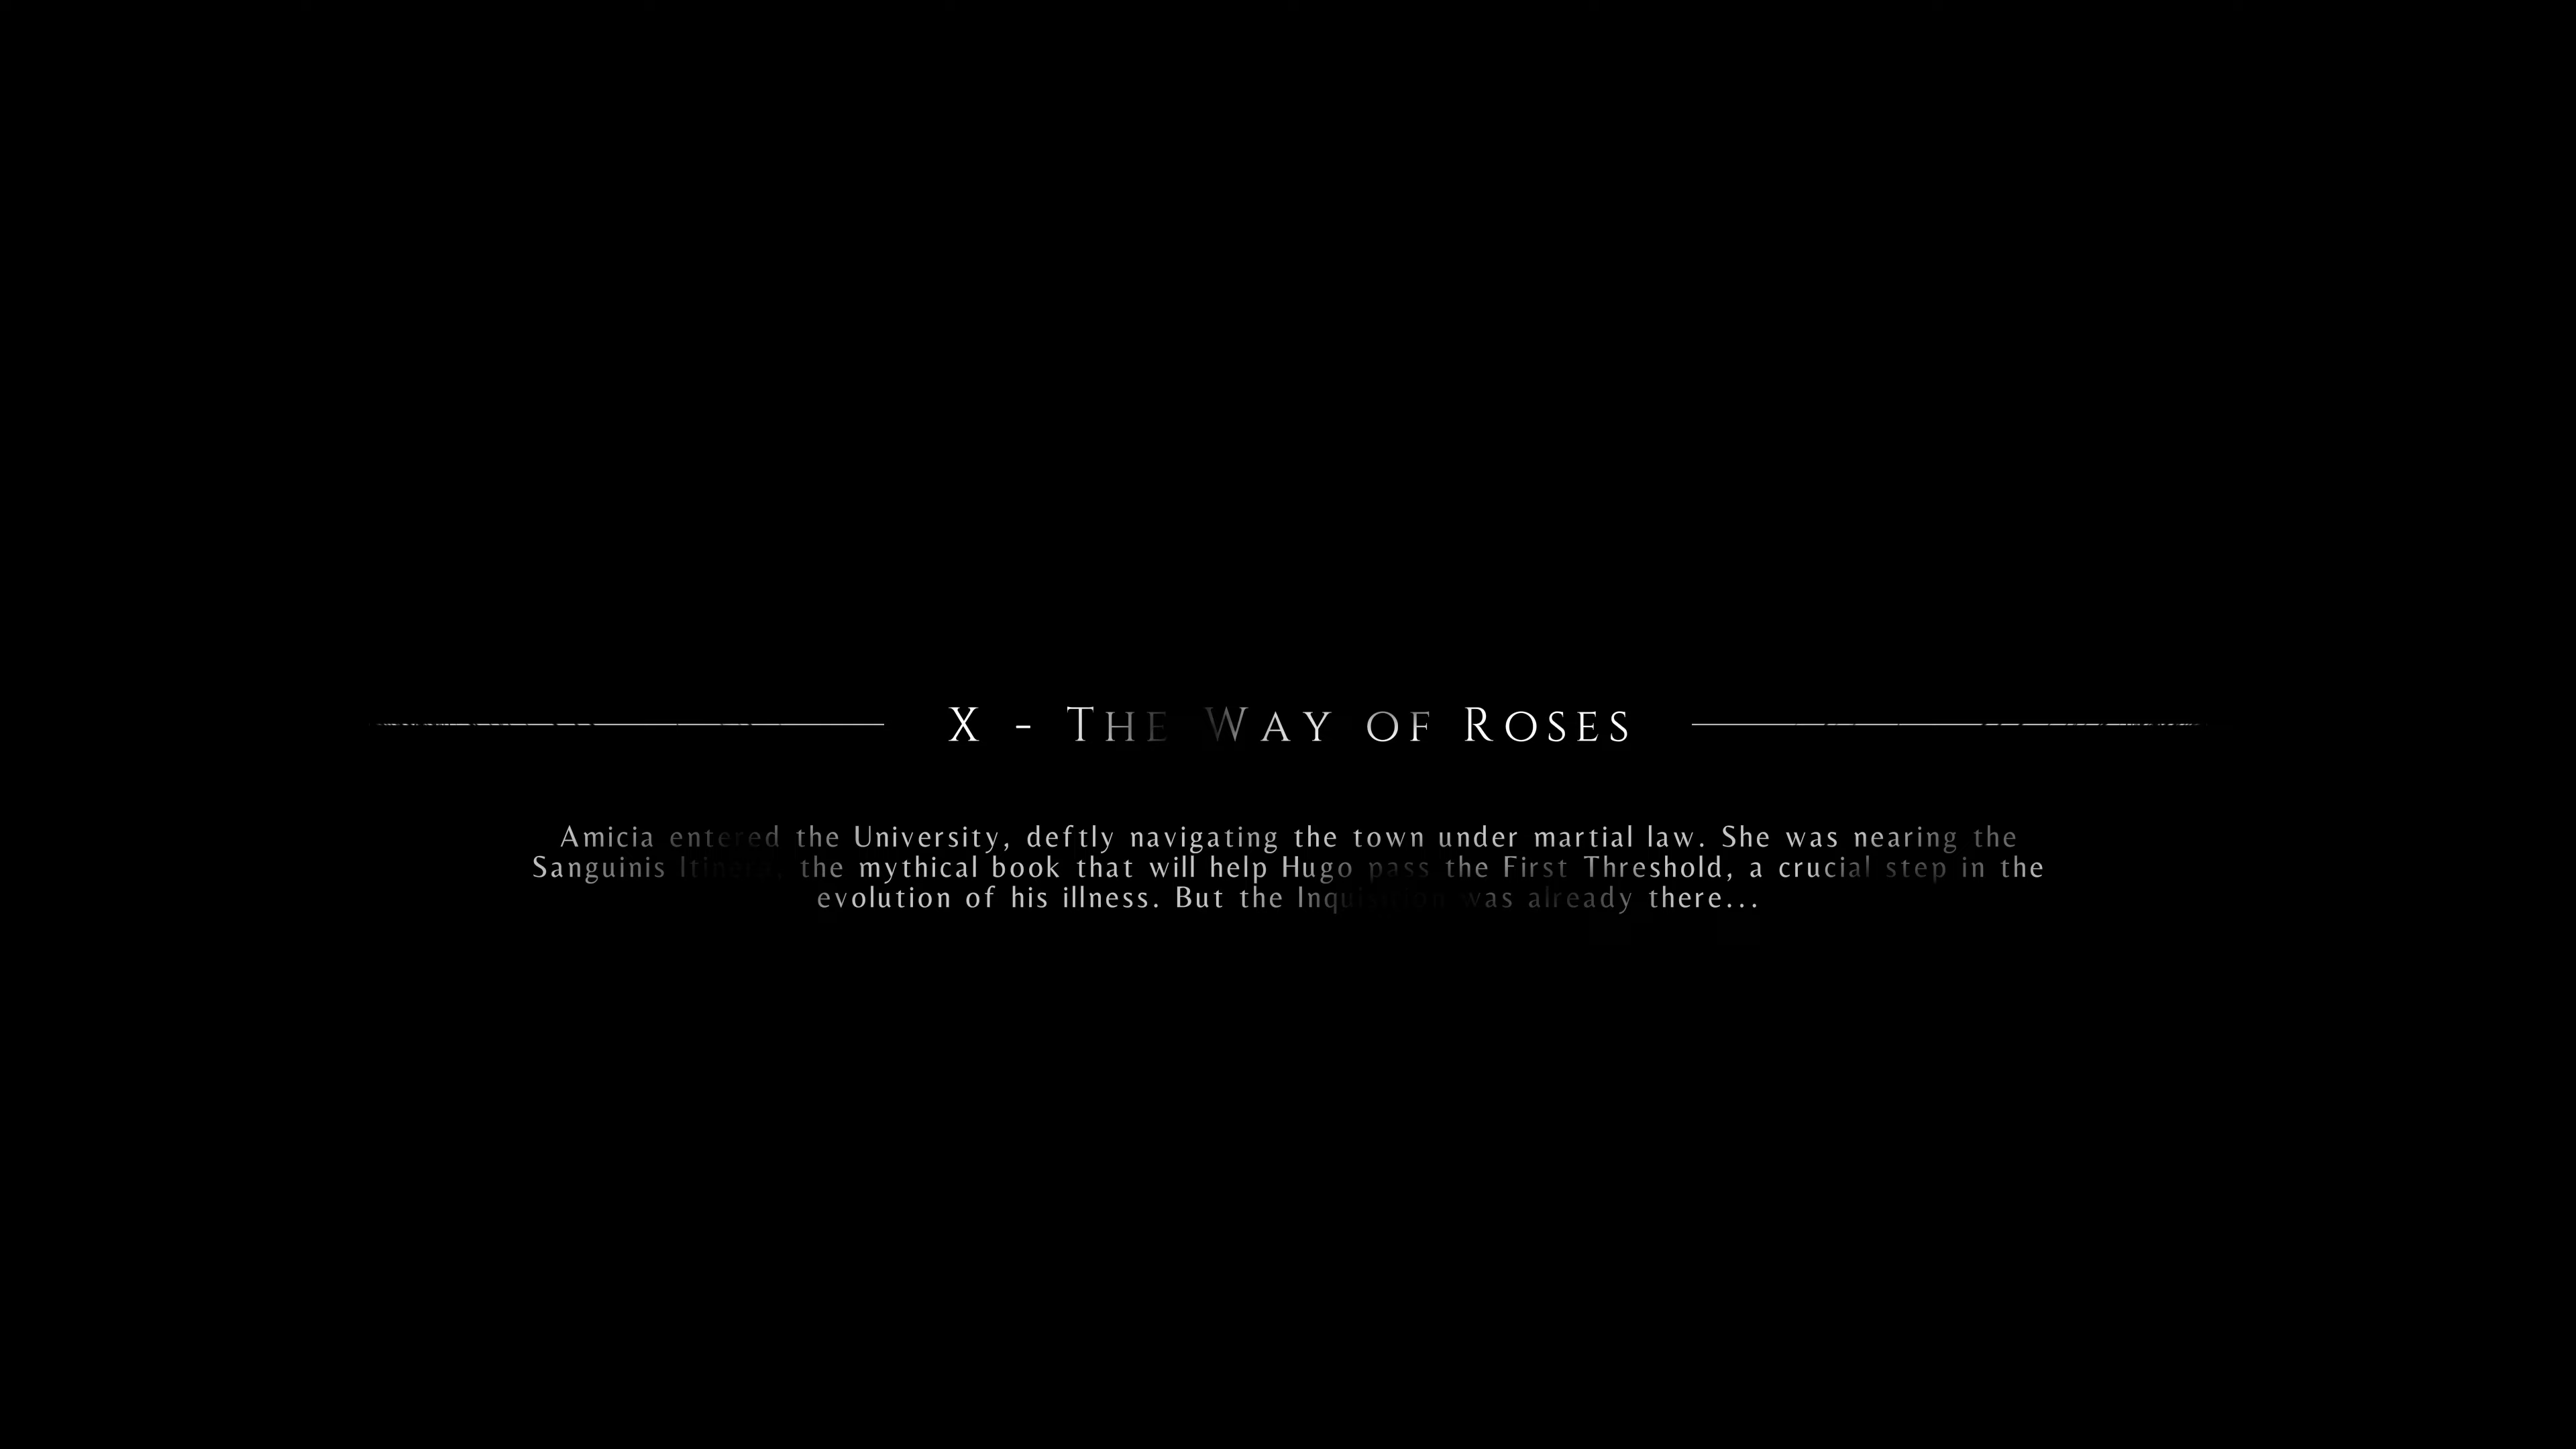 X - The Way of Roses
Amicia entered the University, deftly navigating the town under martial law. She was nearing the
Sanguinis Itinera, the mythical book that will help Hugo pass the First Threshold, a crucial step in the
evolution of his illness. But the Inquisition was already there...